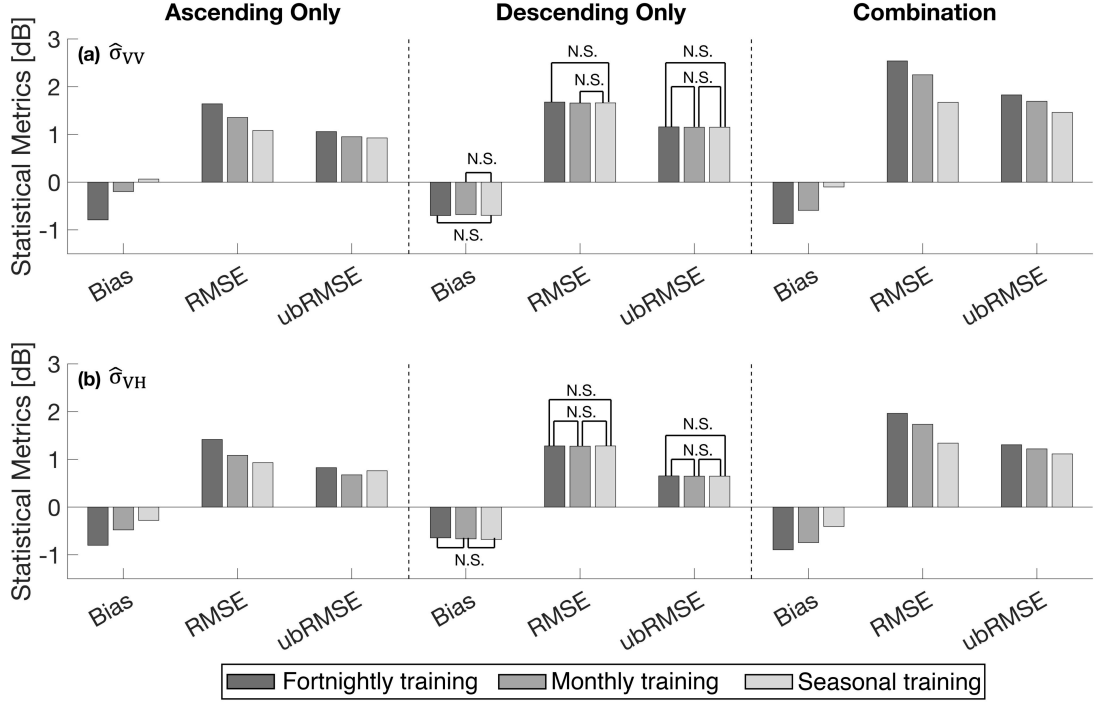 Ascending Only Descending Only Combination
Statistical Metrics [dB]
(a) σ̂VV
3
2
1
0
-1
N.S.
N.S.
N.S.
N.S.
N.S.
N.S.
Bias RMSE ubRMSE Bias RMSE ubRMSE Bias RMSE ubRMSE
Statistical Metrics [dB]
(b) σ̂VH
3
2
1
0
-1
N.S.
N.S.
N.S.
N.S.
N.S.
Bias RMSE ubRMSE Bias RMSE ubRMSE Bias RMSE ubRMSE
Fortnightly training Monthly training Seasonal training